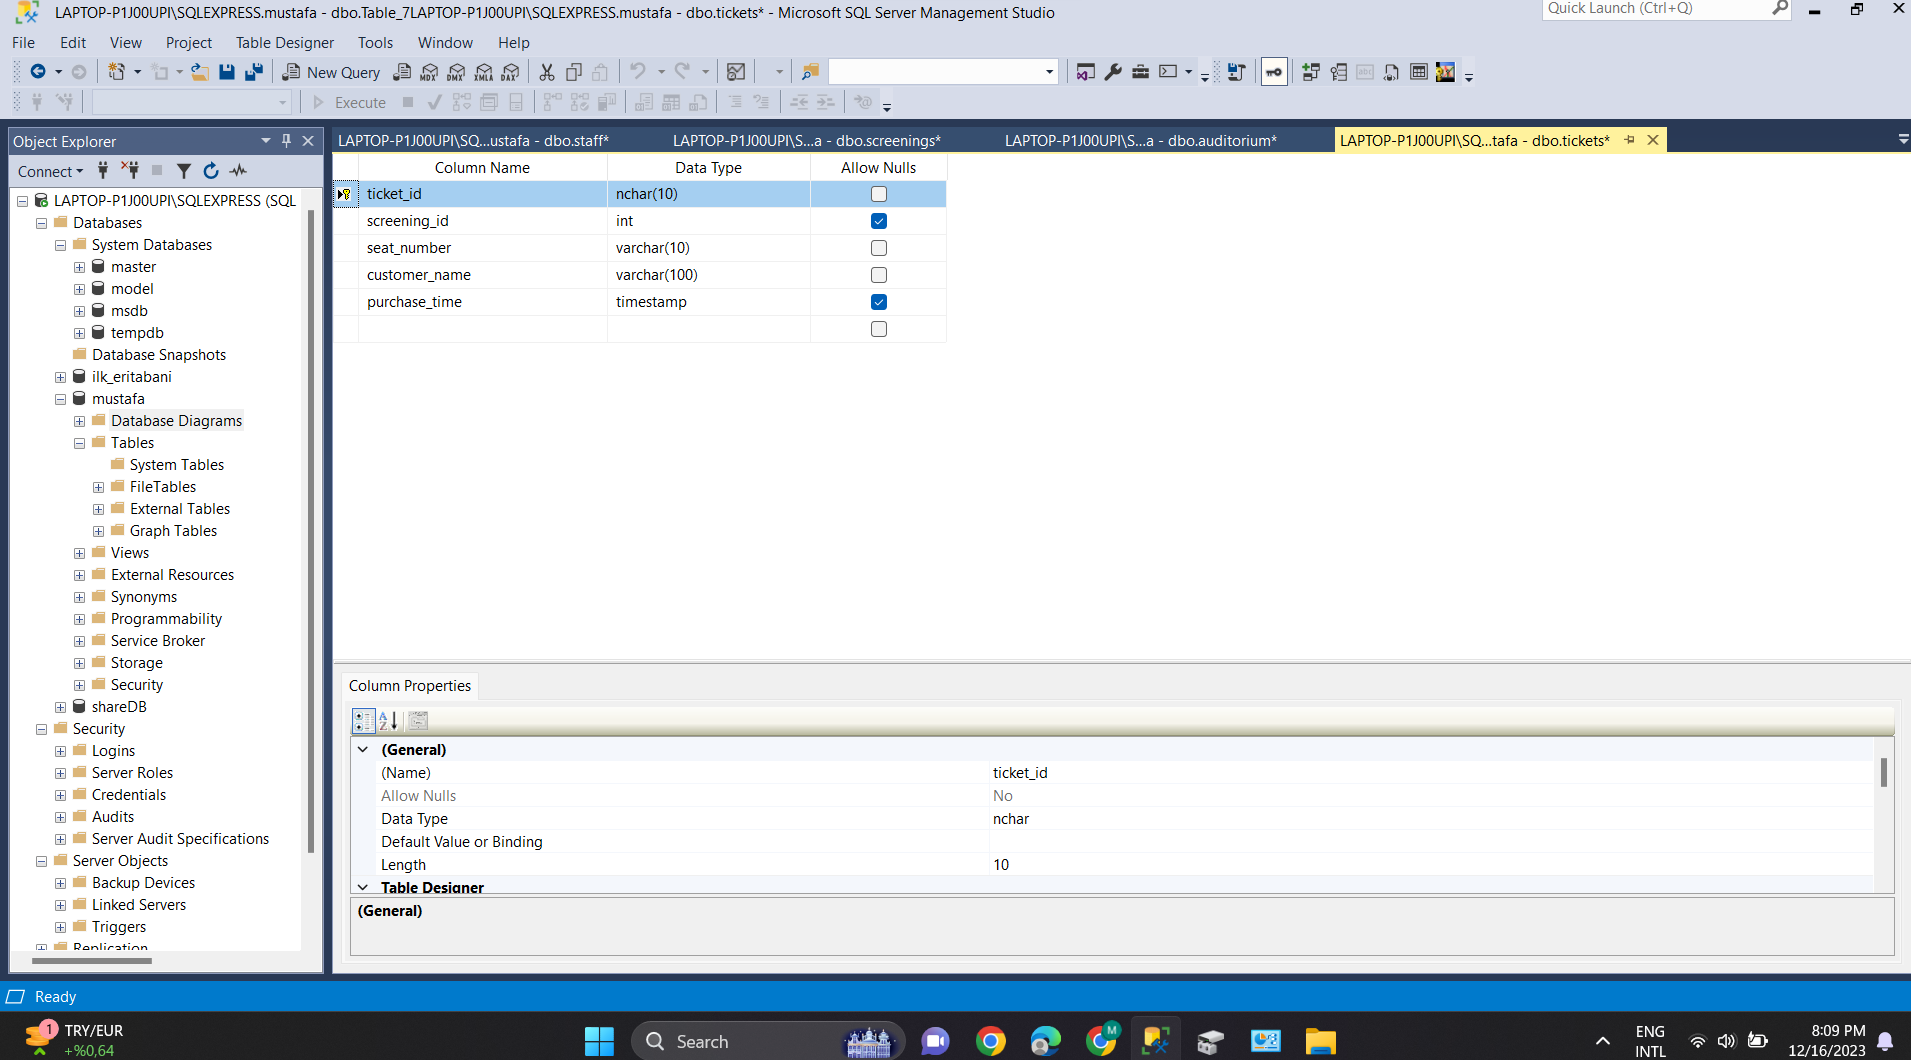 LAPTOP-P1J00UPI\SQLEXPRESS.mustafa - dbo.Table_7LAPTOP-P1J00UPI\SQLEXPRESS.mustafa - dbo.tickets* - Microsoft SQL Server Management Studio
Quick Launch (Ctrl+Q)
File Edit View Project Table Designer Tools Window Help
New Query MDX DMX XMLA DAX
Execute
Object Explorer
LAPTOP-P1J00UPI\SQ...ustafa - dbo.staff* LAPTOP-P1J00UPI\S...a - dbo.screenings* LAPTOP-P1J00UPI\S...a - dbo.auditorium* LAPTOP-P1J00UPI\SQ...tafa - dbo.tickets*
Connect
LAPTOP-P1J00UPI\SQLEXPRESS (SQL
Databases
System Databases
master
model
msdb
tempdb
Database Snapshots
ilk_eritabani
mustafa
Database Diagrams
Tables
System Tables
FileTables
External Tables
Graph Tables
Views
External Resources
Synonyms
Programmability
Service Broker
Storage
Security
shareDB
Security
Logins
Server Roles
Credentials
Audits
Server Audit Specifications
Server Objects
Backup Devices
Linked Servers
Triggers
Replication
Column Name Data Type Allow Nulls
ticket_id nchar(10)
screening_id int
seat_number varchar(10)
customer_name varchar(100)
purchase_time timestamp
Column Properties
(General)
(Name) ticket_id
Allow Nulls No
Data Type nchar
Default Value or Binding
Length 10
Table Designer
(General)
Ready
1 TRY/EUR
+%0,64
Search
M
ENG
INTL
8:09 PM
12/16/2023